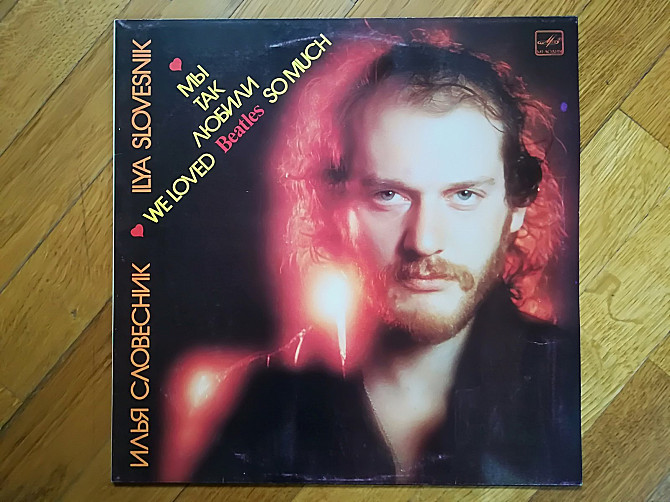 ИЛЬЯ СЛОВЕСНИК ♥ ILYA SLOVESNIK
♥ МЫ
ТАК
ЛЮБИЛИ
WE LOVED Beatles SO MUCH